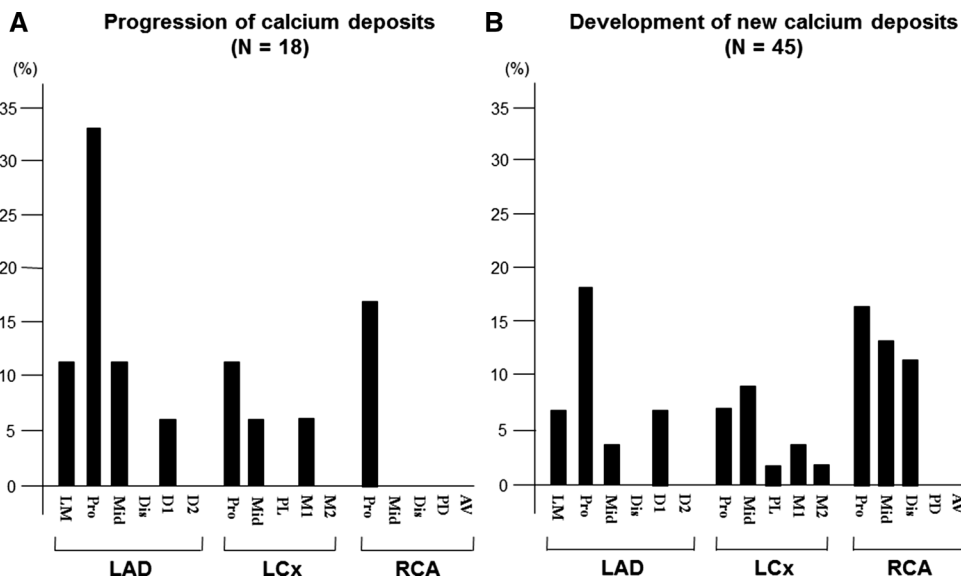 A
Progression of calcium deposits
(N = 18)
(%)
35
30
25
20
15
10
5
0
LM Pro Mid Dis D1 D2 Pro Mid PL M1 M2 Pro Mid Dis PD AV
LAD LCx RCA
B
Development of new calcium deposits
(N = 45)
(%)
35
30
25
20
15
10
5
0
LM Pro Mid Dis D1 D2 Pro Mid PL M1 M2 Pro Mid Dis PD AV
LAD LCx RCA